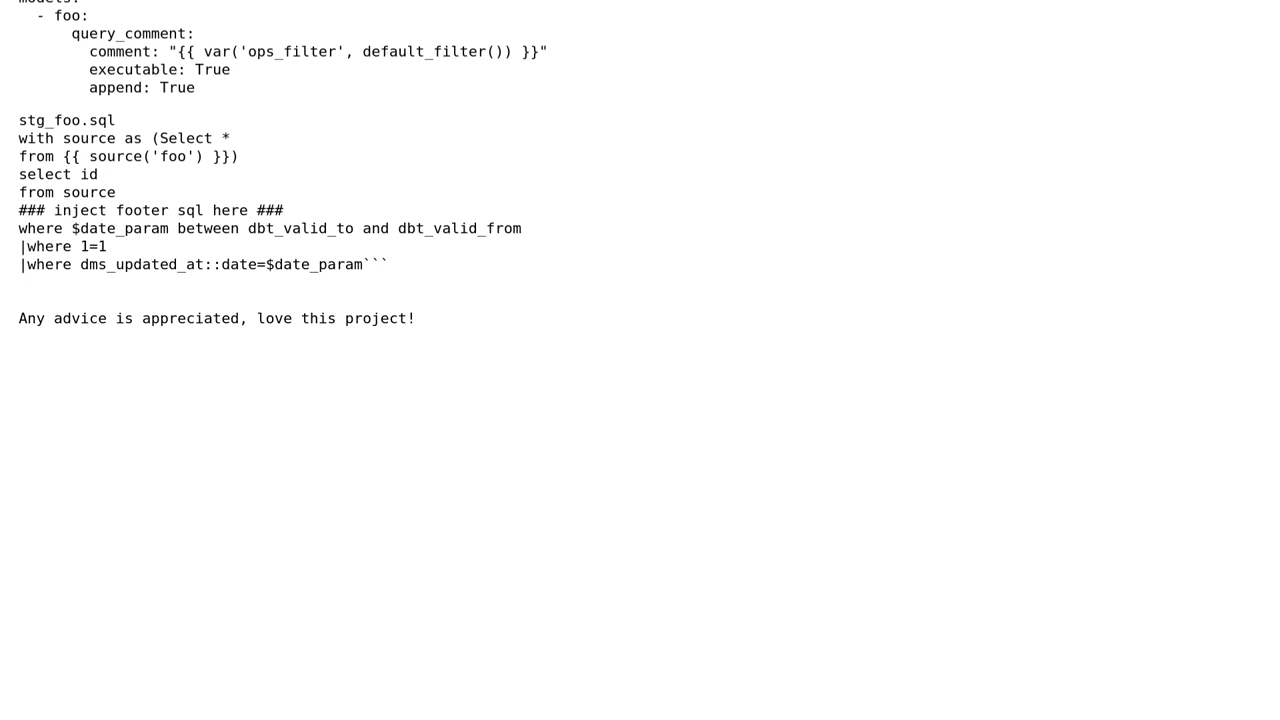 models:
  - foo:
      query_comment:
        comment: "{{ var('ops_filter', default_filter()) }}"
        executable: True
        append: True

stg_foo.sql
with source as (Select *
from {{ source('foo') }})
select id
from source
### inject footer sql here ###
where $date_param between dbt_valid_to and dbt_valid_from
|where 1=1
|where dms_updated_at::date=$date_param```

Any advice is appreciated, love this project!